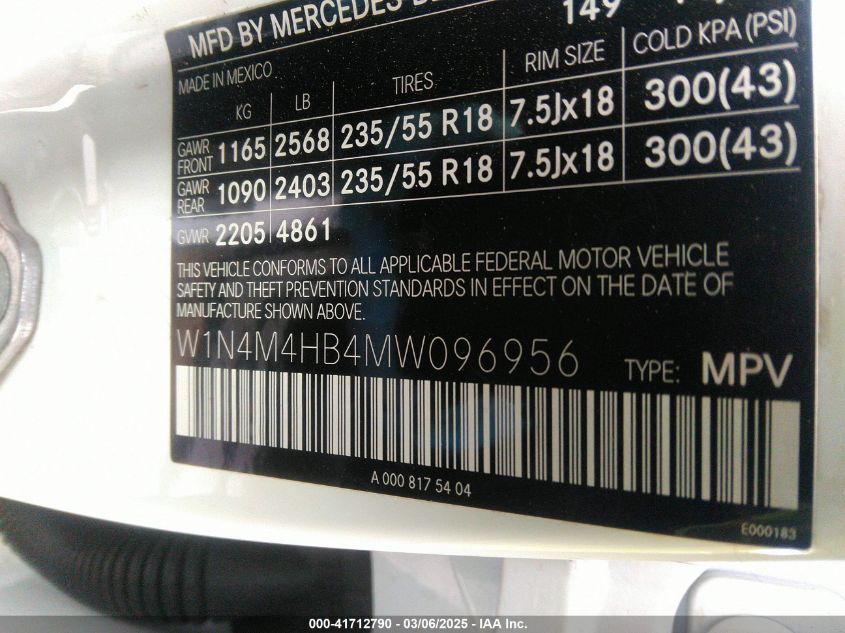 MFD BY MERCEDES
149
MADE IN MEXICO
KG LB TIRES RIM SIZE COLD KPA (PSI)
GAWR FRONT 1165 2568 235/55 R18 7.5Jx18 300(43)
GAWR REAR 1090 2403 235/55 R18 7.5Jx18 300(43)
GVWR 2205 4861
THIS VEHICLE CONFORMS TO ALL APPLICABLE FEDERAL MOTOR VEHICLE
SAFETY AND THEFT PREVENTION STANDARDS IN EFFECT ON THE DATE OF
MANUFACTURE SHOWN ABOVE.
W1N4M4HB4MW096956 TYPE: MPV
A 000 817 54 04
E000183
000-41712790 - 03/06/2025 - IAA Inc.